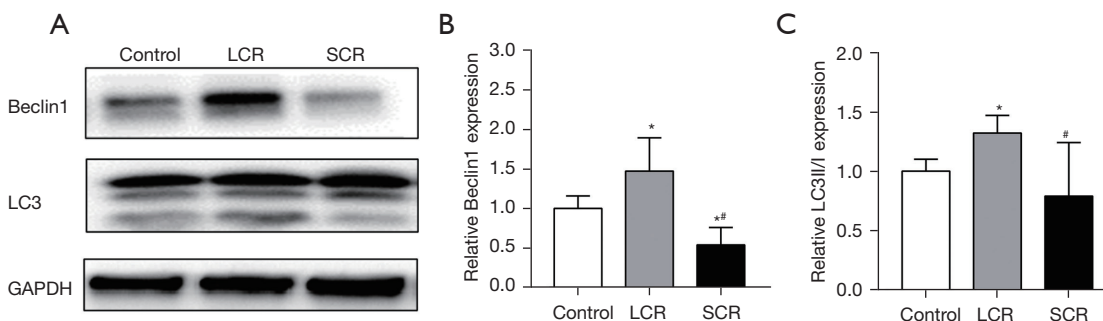 A
Control LCR SCR
Beclin1
LC3
GAPDH
B
Relative Beclin1 expression
3.0
2.5
2.0
1.5
1.0
0.5
0.0
*
*#
Control LCR SCR
C
Relative LC3II/I expression
2.0
1.5
1.0
0.5
0.0
*
#
Control LCR SCR